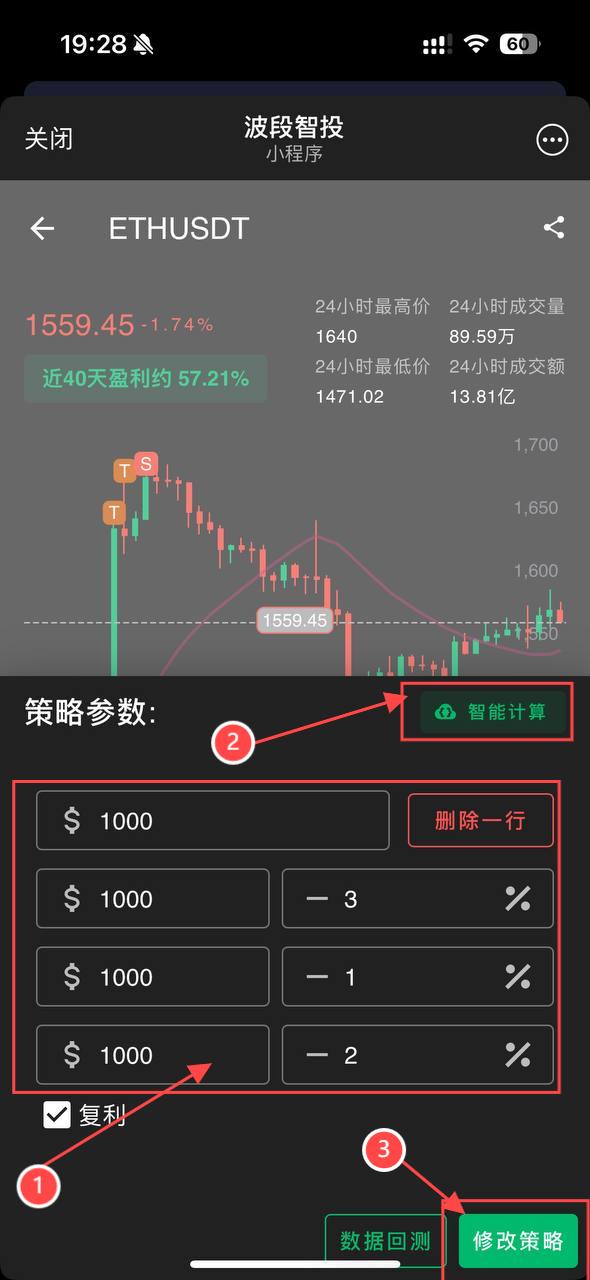 19:28
60
关闭
波段智投
小程序
ETHUSDT
1559.45 -1.74%
近40天盈利约 57.21%
24小时最高价
24小时成交量
1640
89.59万
24小时最低价
24小时成交额
1471.02
13.81亿
1,700
T
S
T
1,650
1,600
1559.45
1,550
策略参数:
智能计算
2
$ 1000
删除一行
$ 1000
— 3 %
$ 1000
— 1 %
$ 1000
— 2 %
复利
1
3
数据回测
修改策略